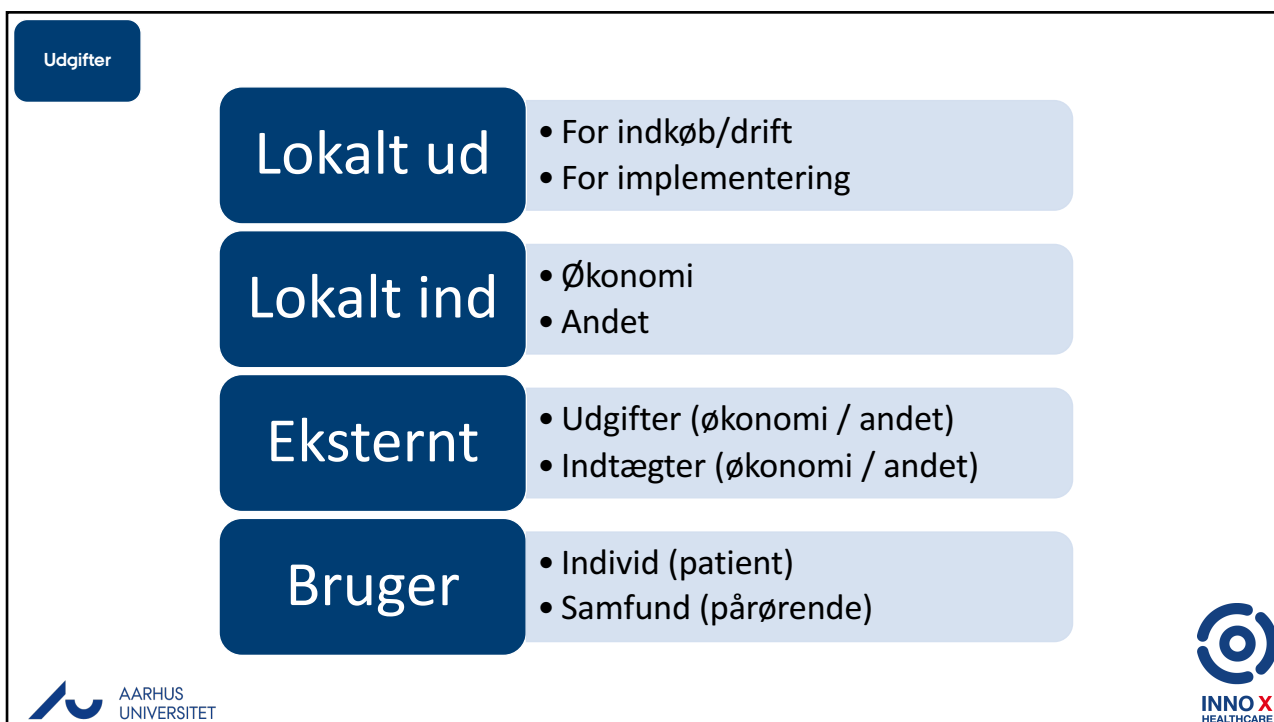 Udgifter
Lokalt ud
• For indkøb/drift
• For implementering
Lokalt ind
• Økonomi
• Andet
Eksternt
• Udgifter (økonomi / andet)
• Indtægter (økonomi / andet)
Bruger
• Individ (patient)
• Samfund (pårørende)
AARHUS
UNIVERSITET
INNO X
HEALTHCARE